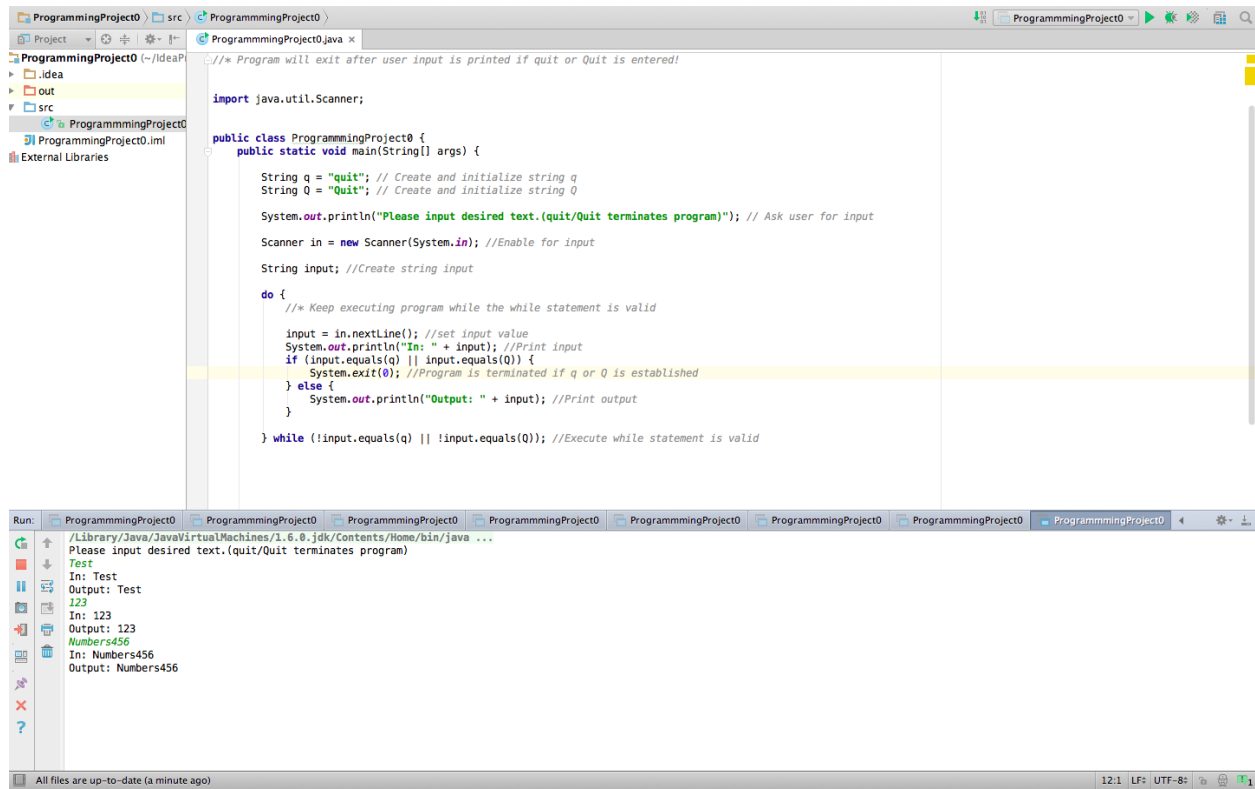 ProgrammingProject0 src ProgrammmingProject0
ProgrammmingProject0
Project
ProgrammmingProject0.java ×
ProgrammingProject0 (~/IdeaP
.idea
out
src
ProgrammmingProject0
ProgrammingProject0.iml
External Libraries
//* Program will exit after user input is printed if quit or Quit is entered!
import java.util.Scanner;
public class ProgrammmingProject0 {
public static void main(String[] args) {
String q = "quit"; // Create and initialize string q
String Q = "Quit"; // Create and initialize string Q
System.out.println("Please input desired text.(quit/Quit terminates program)"); // Ask user for input
Scanner in = new Scanner(System.in); //Enable for input
String input; //Create string input
do {
//* Keep executing program while the while statement is valid
input = in.nextLine(); //set input value
System.out.println("In: " + input); //Print input
if (input.equals(q) || input.equals(Q)) {
System.exit(0); //Program is terminated if q or Q is established
} else {
System.out.println("Output: " + input); //Print output
}
} while (!input.equals(q) || !input.equals(Q)); //Execute while statement is valid
Run: ProgrammmingProject0 ProgrammmingProject0 ProgrammmingProject0 ProgrammmingProject0 ProgrammmingProject0 ProgrammmingProject0 ProgrammmingProject0 ProgrammmingProject0
/Library/Java/JavaVirtualMachines/1.6.0.jdk/Contents/Home/bin/java ...
Please input desired text.(quit/Quit terminates program)
Test
In: Test
Output: Test
123
In: 123
Output: 123
Numbers456
In: Numbers456
Output: Numbers456
All files are up-to-date (a minute ago)
12:1 LF UTF-8